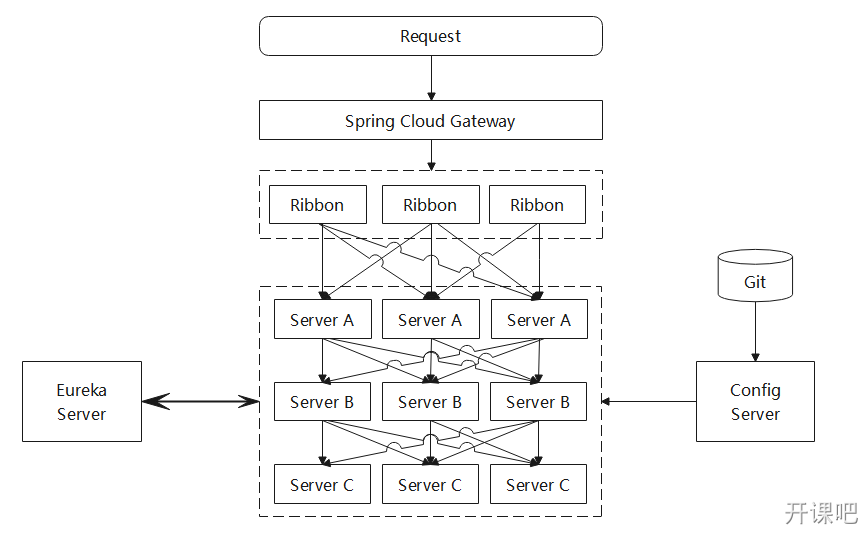 Request
Spring Cloud Gateway
Ribbon
Ribbon
Ribbon
Git
Server A
Server A
Server A
Eureka
Server
Server B
Server B
Server B
Config
Server
Server C
Server C
Server C
开课吧